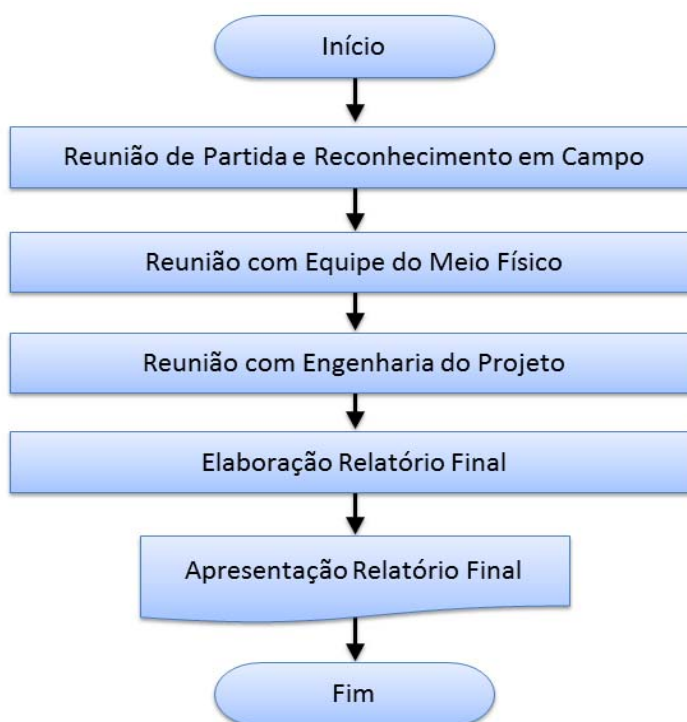 Início
Reunião de Partida e Reconhecimento em Campo
Reunião com Equipe do Meio Físico
Reunião com Engenharia do Projeto
Elaboração Relatório Final
Apresentação Relatório Final
Fim